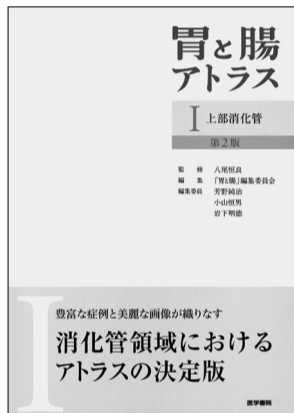 胃と腸
アトラス
I 上部消化管
第2版
監修 八尾恒良
編集 「胃と腸」編集委員会
編集委員 芳野純治
小山恒男
岩下明徳
I
豊富な症例と美麗な画像が織りなす
消化管領域における
アトラスの決定版
医学書院